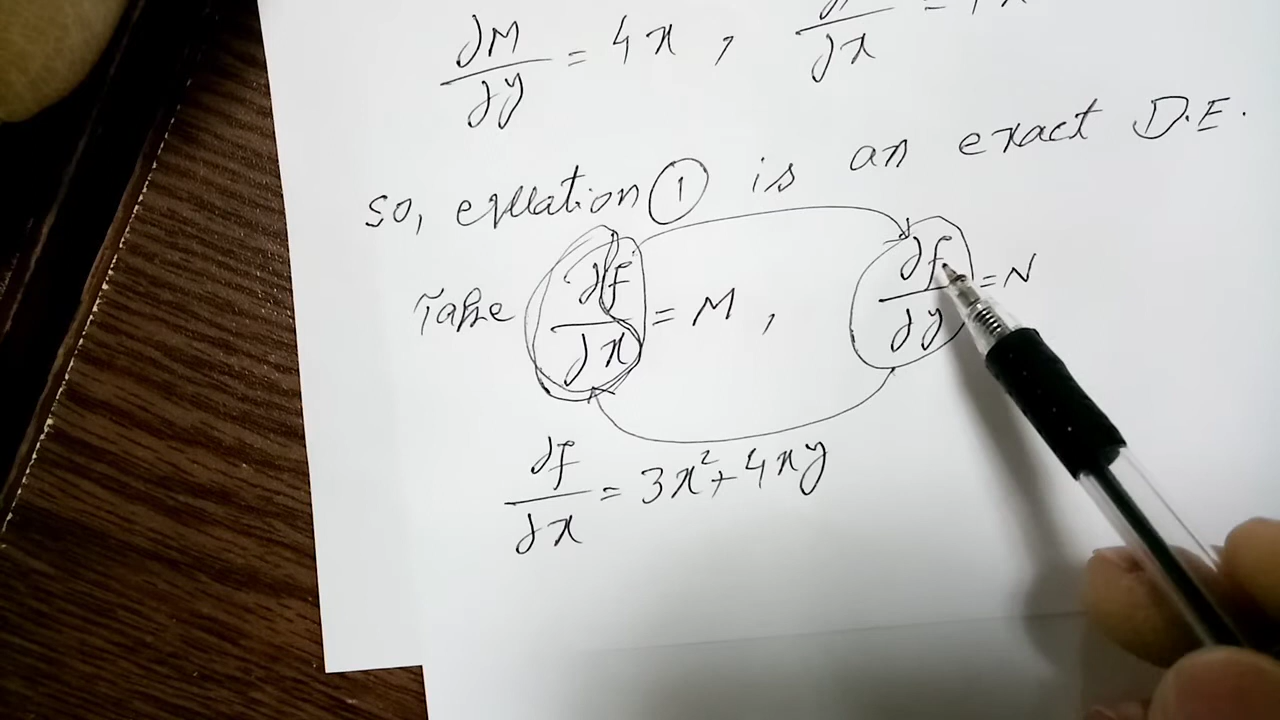 ∂M/∂y = 4x , /∂x =
so, equation ① is an exact D.E.
Take ∂f/∂x = M , ∂f/∂y = N
∂f/∂x = 3x² + 4xy